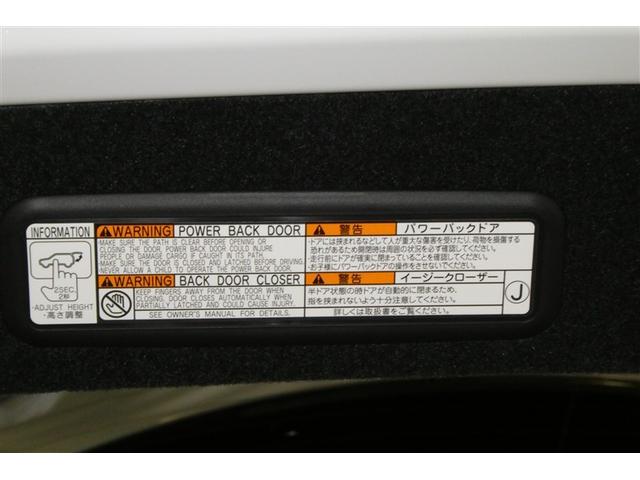 INFORMATION
2SEC.
2秒
・ADJUST HEIGHT
・高さ調整
WARNING POWER BACK DOOR
・MAKE SURE THE PATH IS CLEAR BEFORE OPENING OR
CLOSING THE DOOR. POWER BACK DOOR COULD INJURE
PEOPLE OR DAMAGE CARGO IF CAUGHT IN ITS PATH.
・MAKE SURE THE DOOR IS CLOSED AND LATCHED BEFORE DRIVING.
・NEVER ALLOW A CHILD TO OPERATE THE POWER BACK DOOR.
WARNING BACK DOOR CLOSER
KEEP FINGERS AWAY FROM THE DOOR WHEN
CLOSING. DOOR CLOSES AUTOMATICALLY WHEN
PARTIALLY LATCHED AND COULD CAUSE INJURY.
SEE OWNER'S MANUAL FOR DETAILS.
警告 パワーバックドア
・ドアには挟まれるなどして人が重大な傷害を受けたり、荷物を損傷する
恐れがあるため開閉時は周囲の状況を必ず確認してください。
・走行前にドアが確実に閉まっていることを確認してください。
・お子様にパワーバックドアの操作をさせないでください。
警告 イージークローザー
半ドア状態の時ドアが自動的に閉まるため、
指を挟まれないよう十分注意してください。
詳しくは取扱書をご覧ください。
J